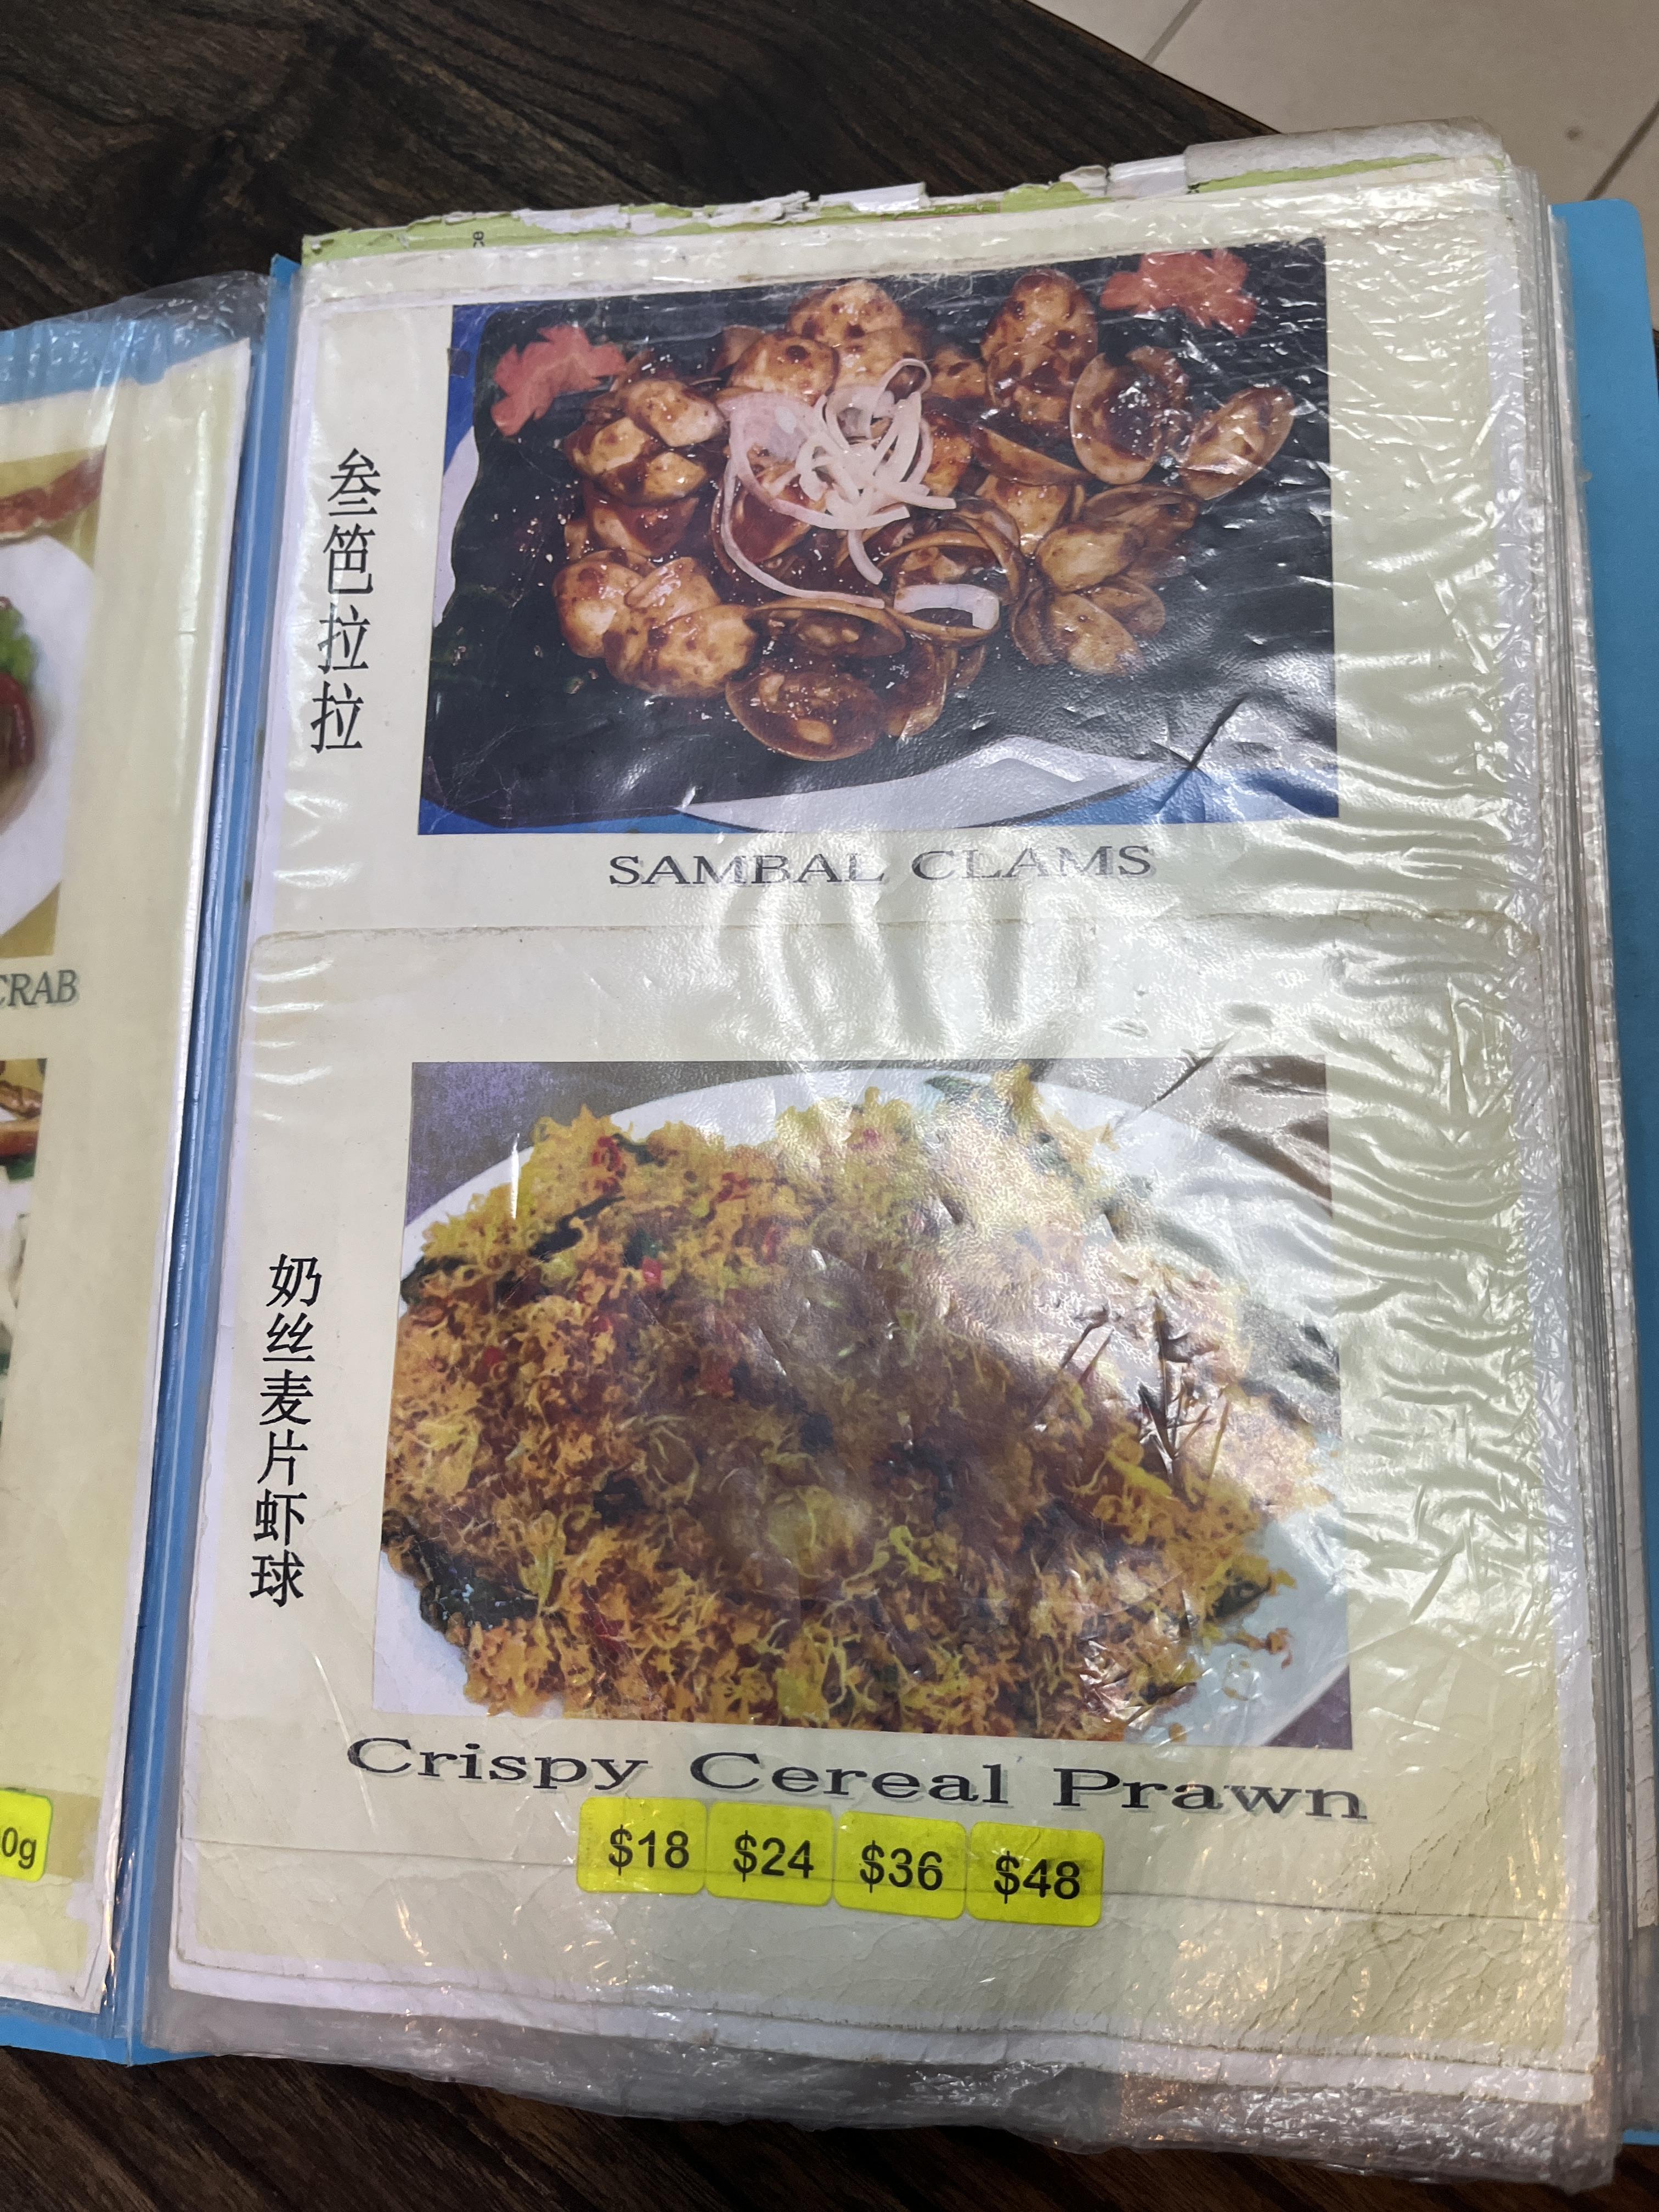 叁笆拉拉
SAMBAL CLAMS
奶丝麦片虾球
Crispy Cereal Prawn
$18 $24 $36 $48
CRAB
0g